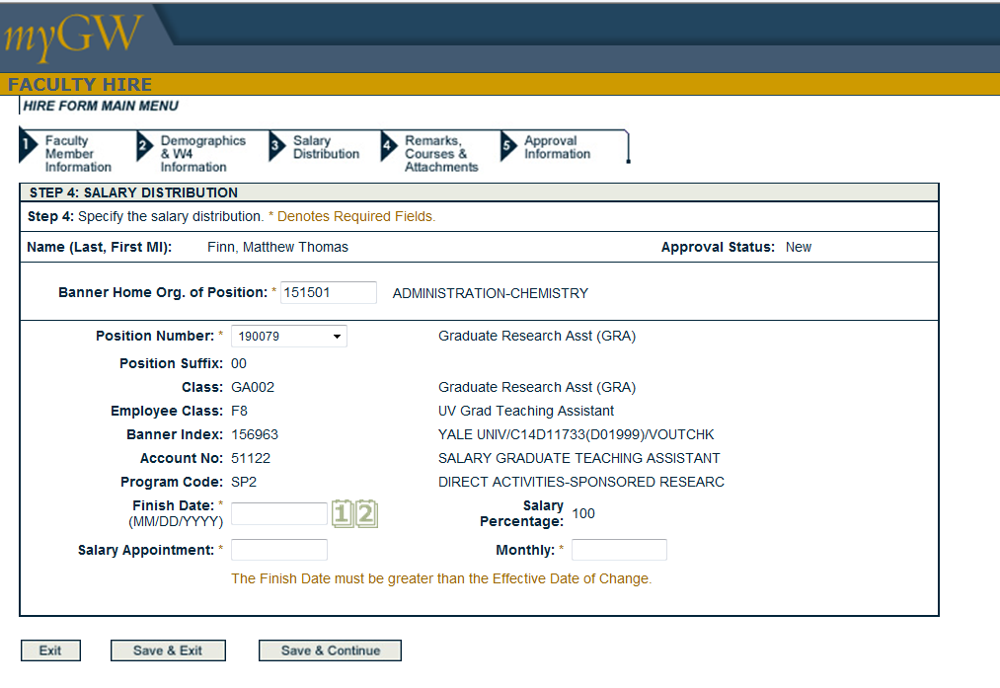 myGW
FACULTY HIRE
HIRE FORM MAIN MENU
1 Faculty Member Information
2 Demographics & W4 Information
3 Salary Distribution
4 Remarks, Courses & Attachments
5 Approval Information
STEP 4: SALARY DISTRIBUTION
Step 4: Specify the salary distribution. * Denotes Required Fields.
Name (Last, First MI): Finn, Matthew Thomas Approval Status: New
Banner Home Org. of Position: * 151501 ADMINISTRATION-CHEMISTRY
Position Number: * 190079 Graduate Research Asst (GRA)
Position Suffix: 00
Class: GA002 Graduate Research Asst (GRA)
Employee Class: F8 UV Grad Teaching Assistant
Banner Index: 156963 YALE UNIV/C14D11733(D01999)/VOUTCHK
Account No: 51122 SALARY GRADUATE TEACHING ASSISTANT
Program Code: SP2 DIRECT ACTIVITIES-SPONSORED RESEARC
Finish Date: * (MM/DD/YYYY) 1 2 Salary Percentage: 100
Salary Appointment: * Monthly: *
The Finish Date must be greater than the Effective Date of Change.
Exit Save & Exit Save & Continue